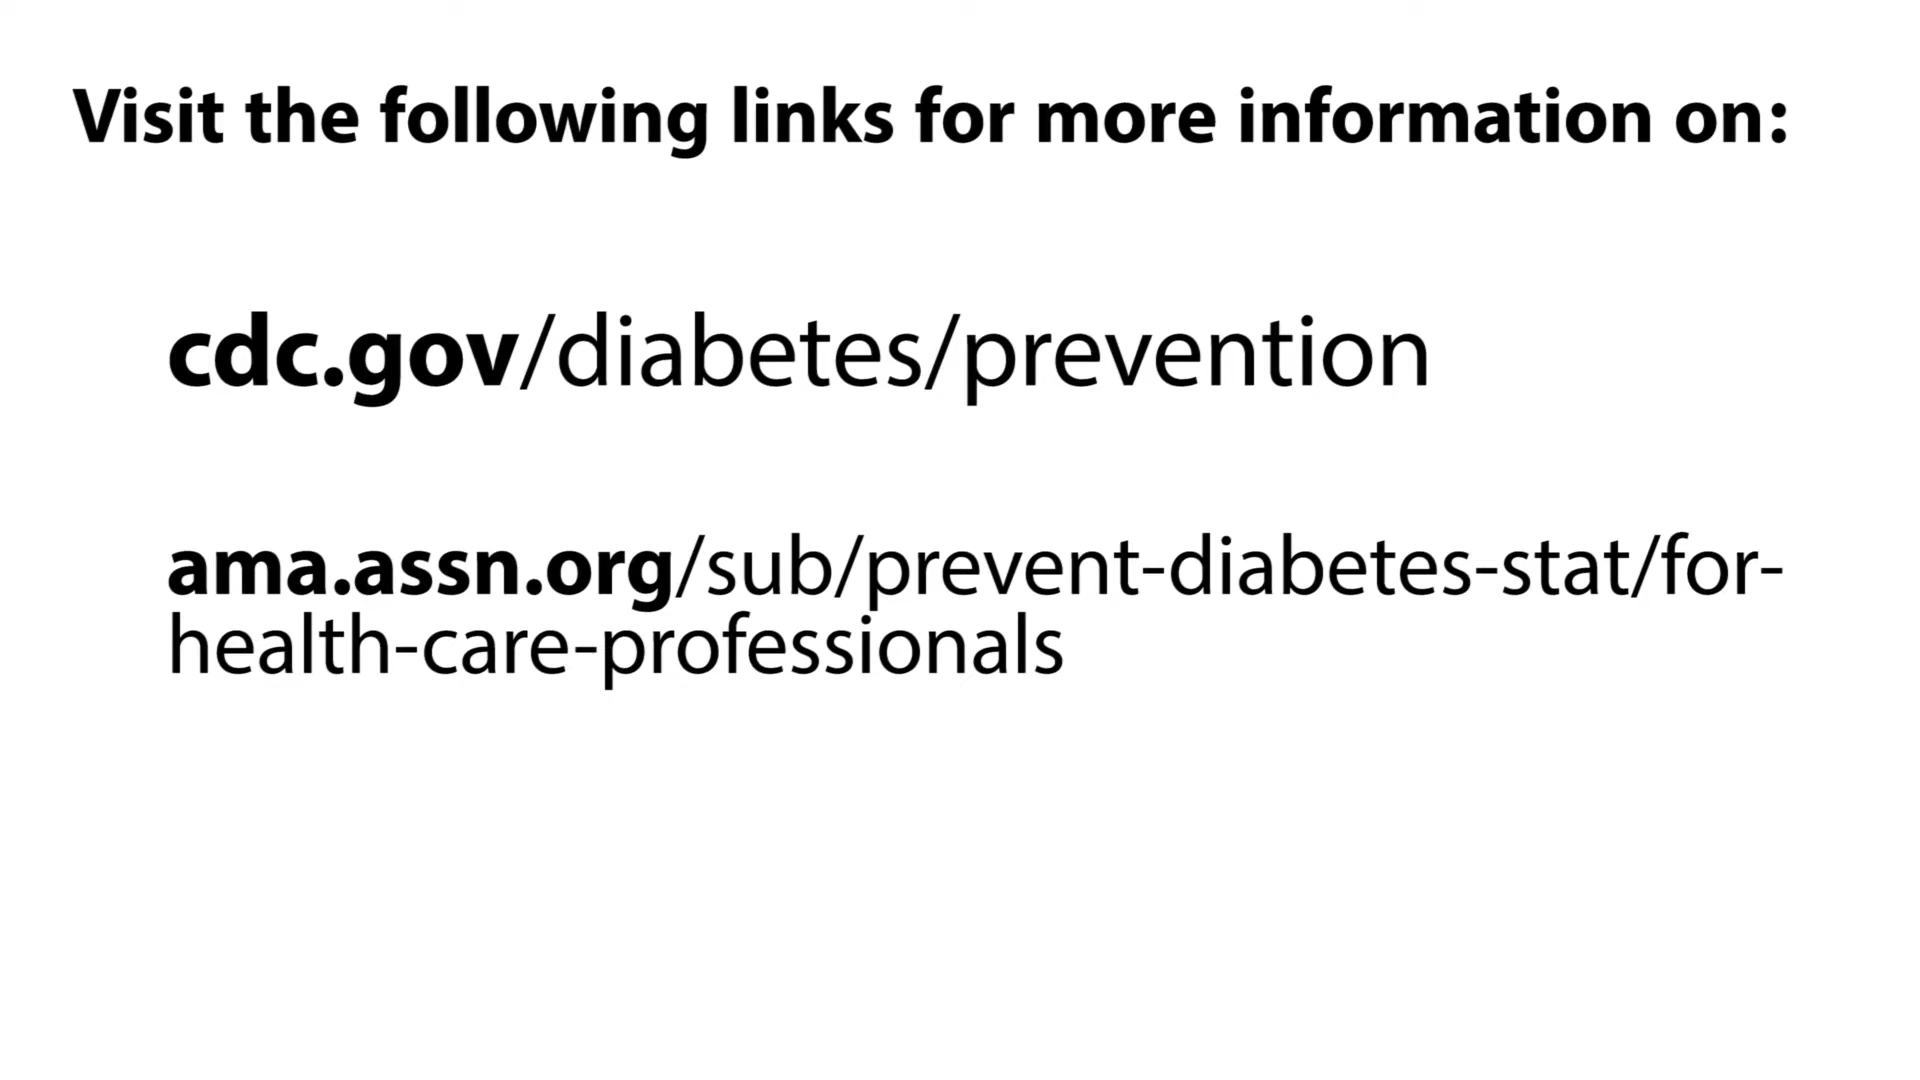 Visit the following links for more information on:
cdc.gov/diabetes/prevention
ama.assn.org/sub/prevent-diabetes-stat/for-
health-care-professionals